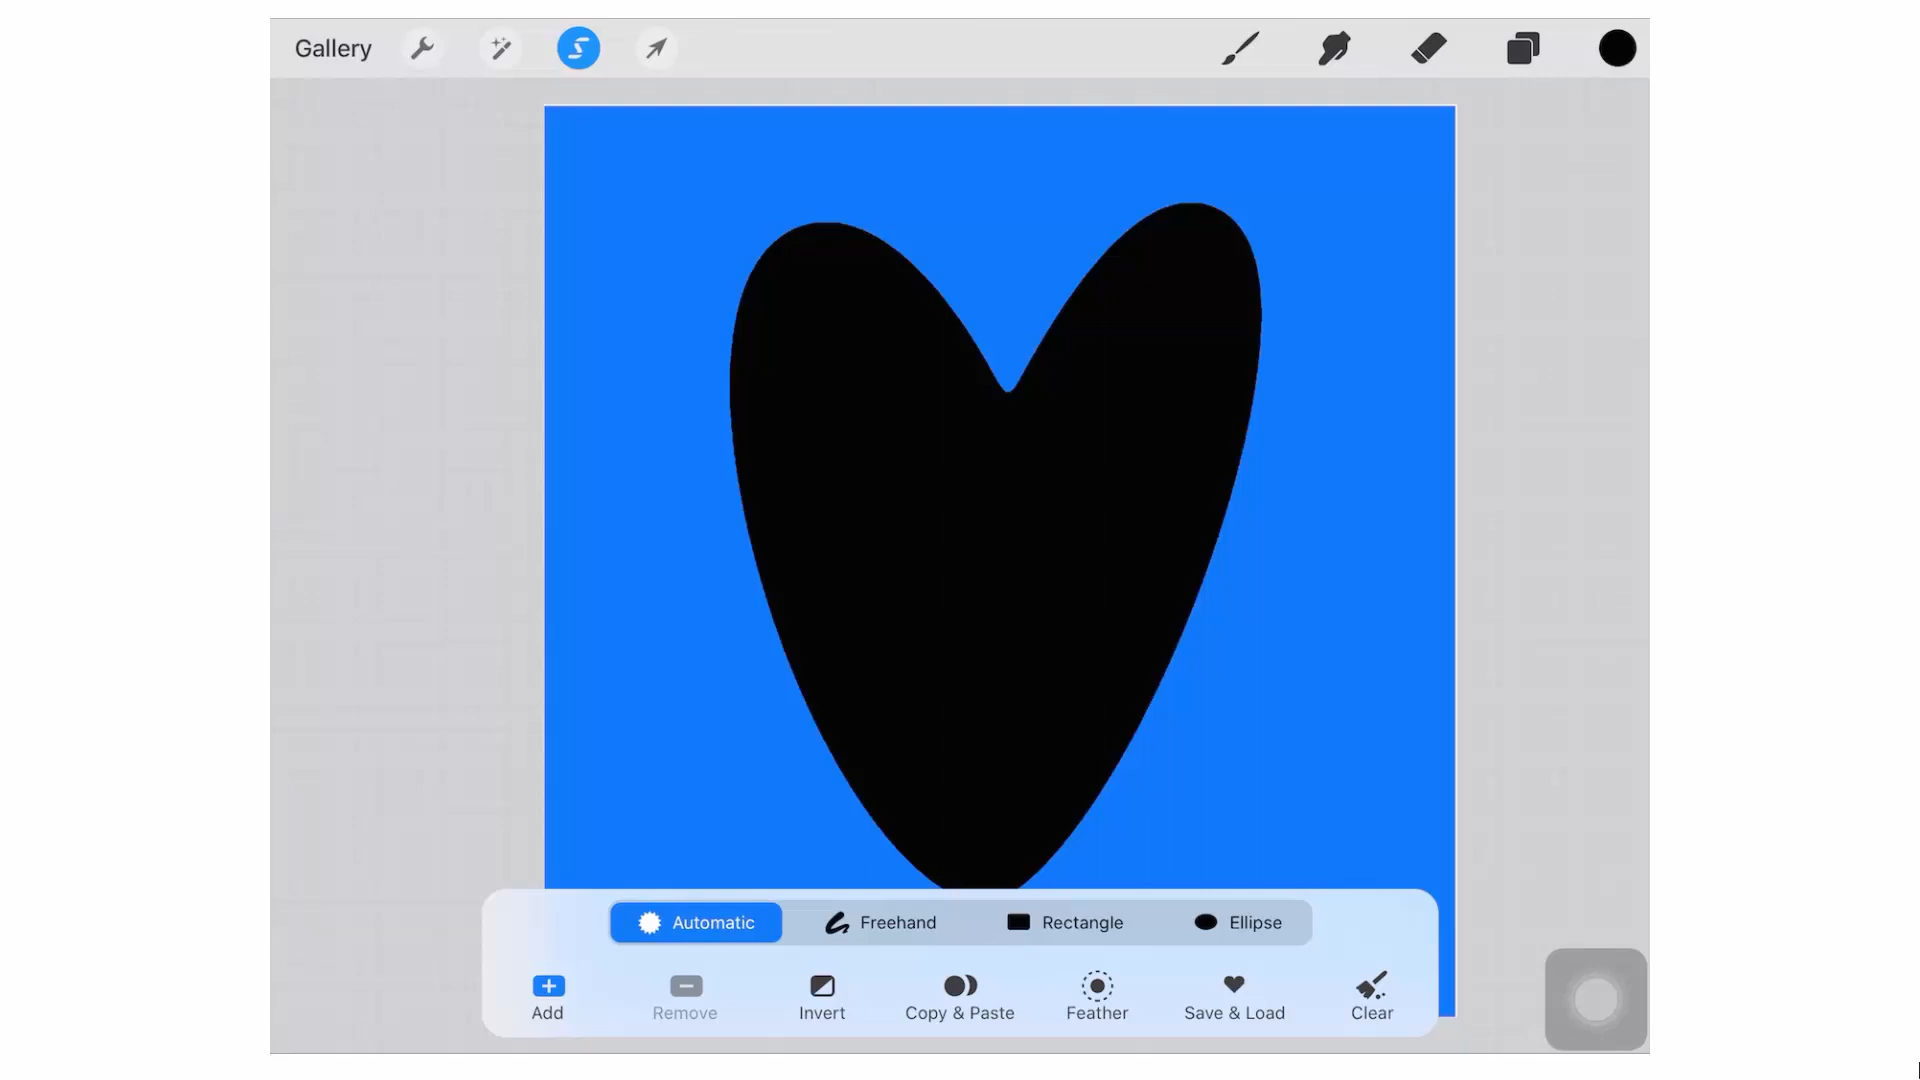 Gallery
Automatic Freehand Rectangle Ellipse
Add Remove Invert Copy & Paste Feather Save & Load Clear